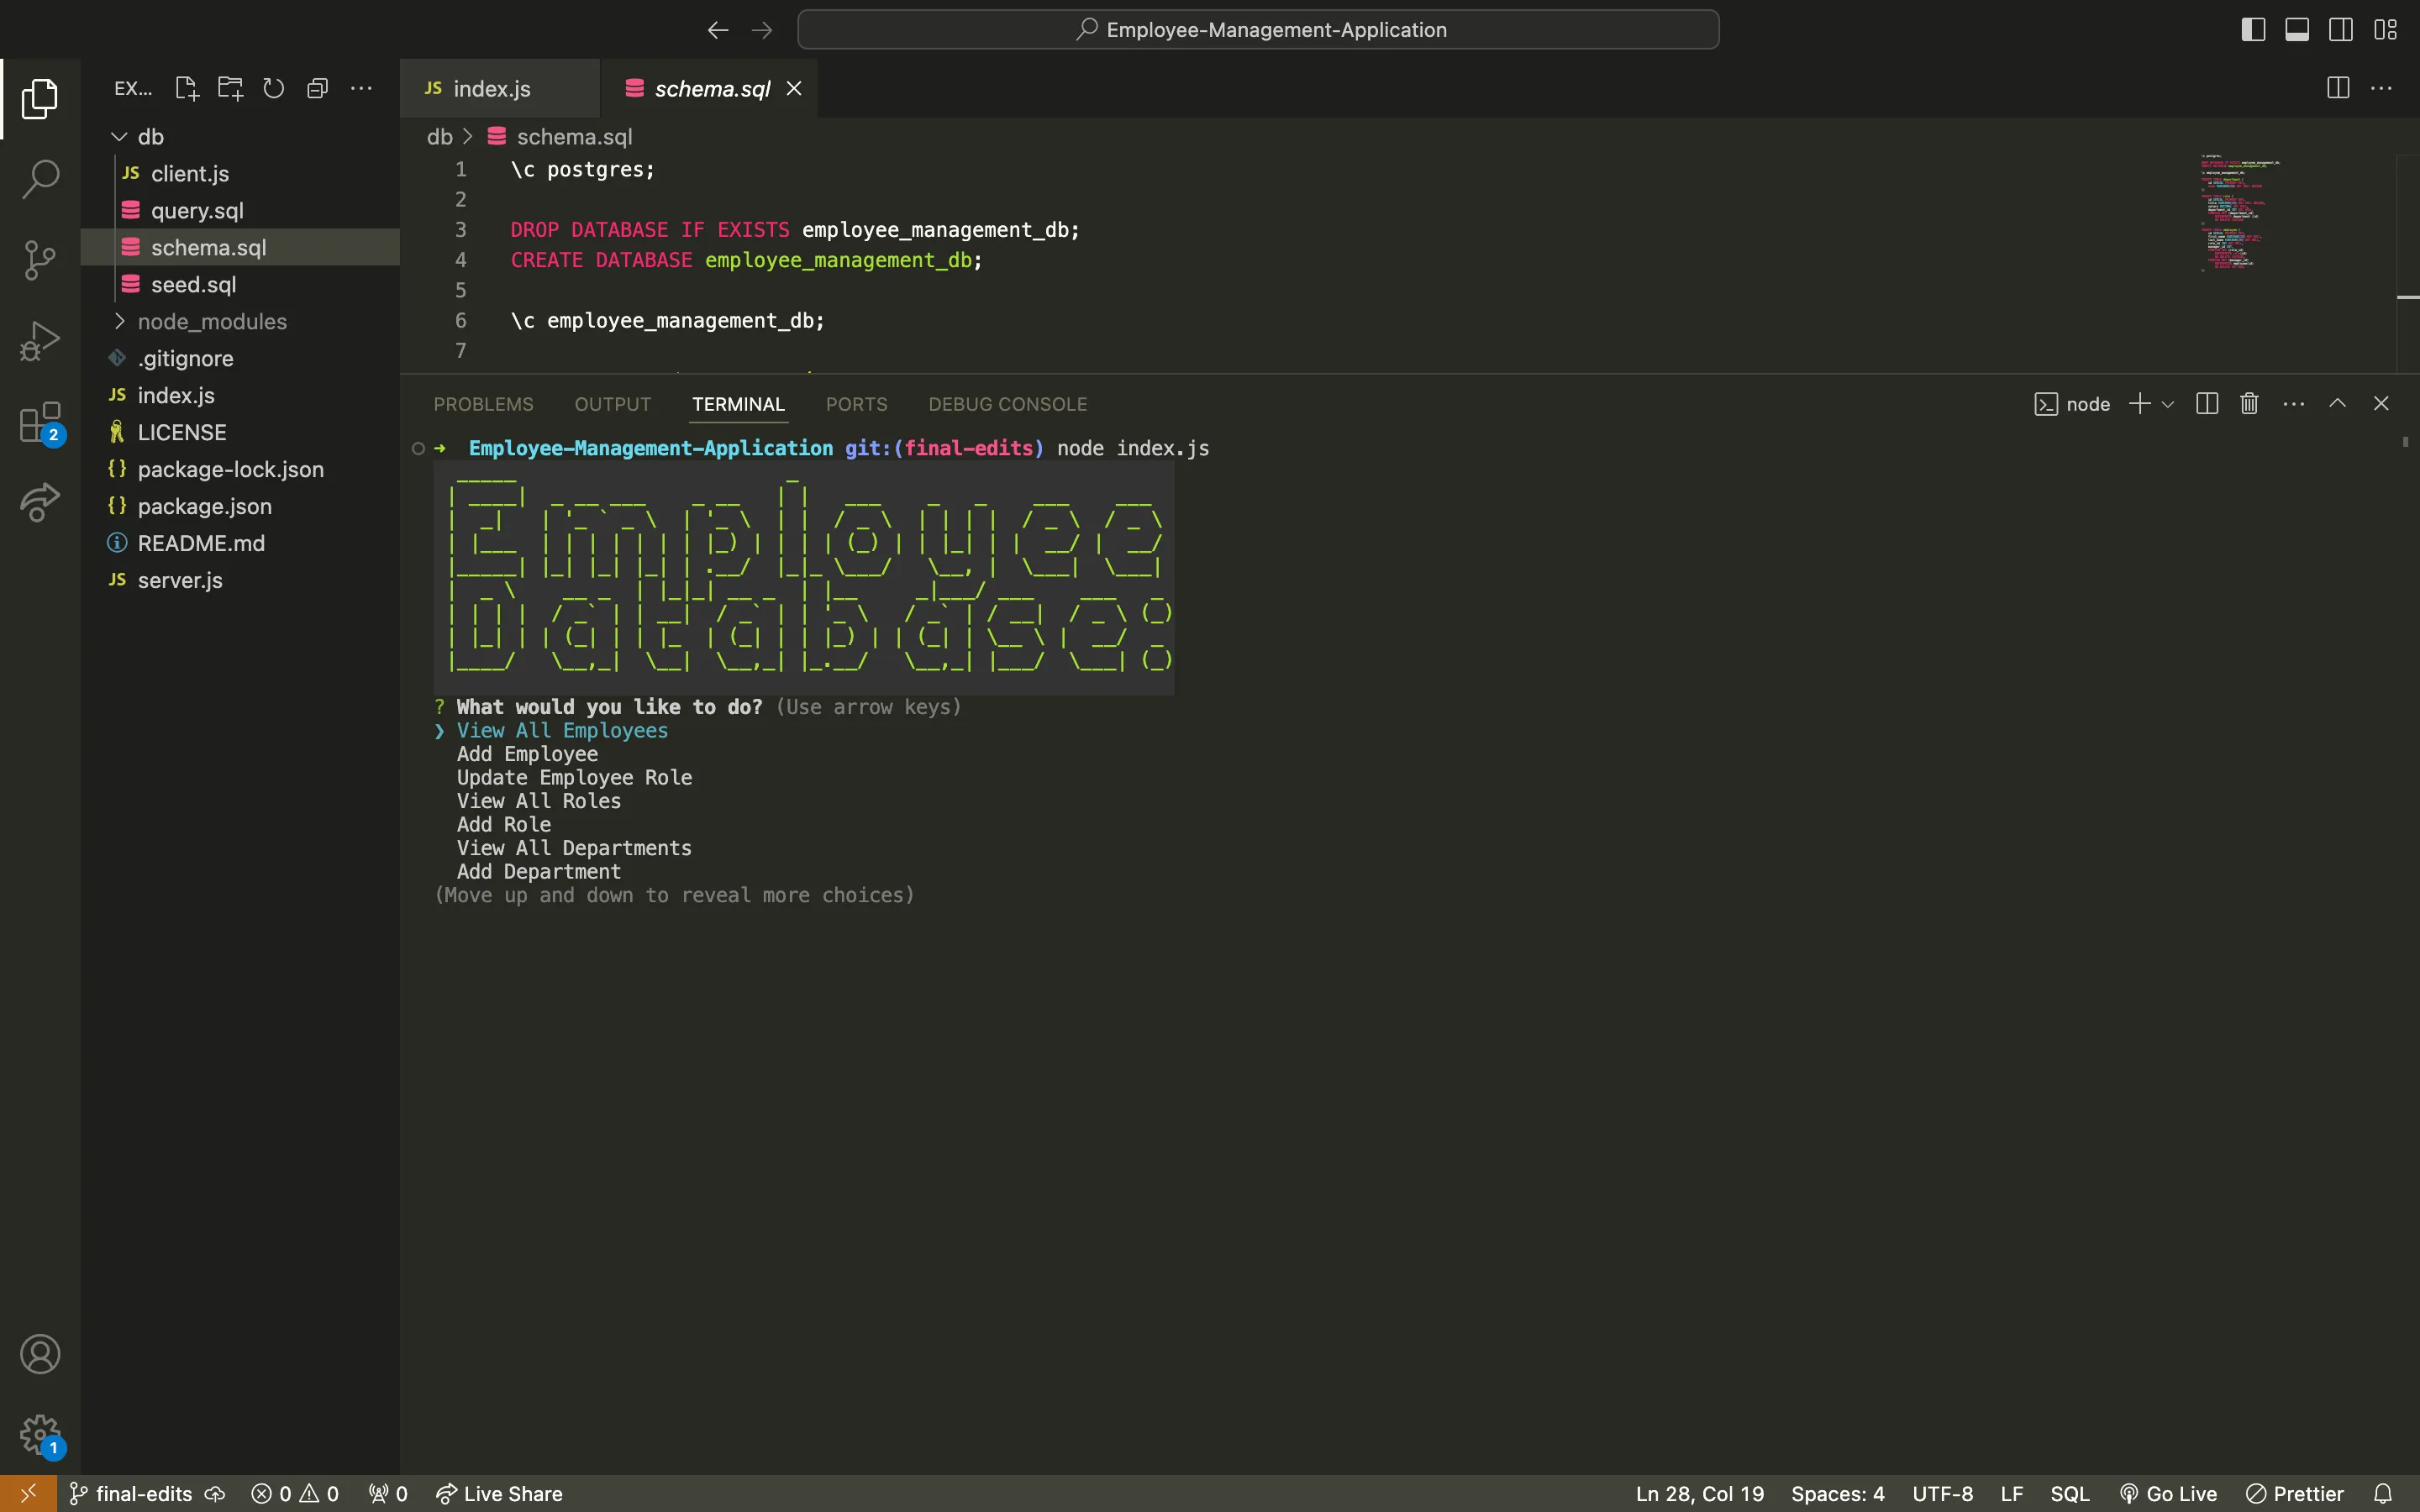 Employee-Management-Application
EX...
db
JS client.js
query.sql
schema.sql
seed.sql
node_modules
.gitignore
JS index.js
LICENSE
{} package-lock.json
{} package.json
README.md
JS server.js
2
1
JS index.js
schema.sql
db > schema.sql
1 \c postgres;
2
3 DROP DATABASE IF EXISTS employee_management_db;
4 CREATE DATABASE employee_management_db;
5
6 \c employee_management_db;
7
PROBLEMS OUTPUT TERMINAL PORTS DEBUG CONSOLE
node
Employee-Management-Application git:(final-edits) node index.js
Employee
Database:
? What would you like to do? (Use arrow keys)
❯ View All Employees
Add Employee
Update Employee Role
View All Roles
Add Role
View All Departments
Add Department
(Move up and down to reveal more choices)
final-edits 0 0 0 Live Share
Ln 28, Col 19 Spaces: 4 UTF-8 LF SQL Go Live Prettier